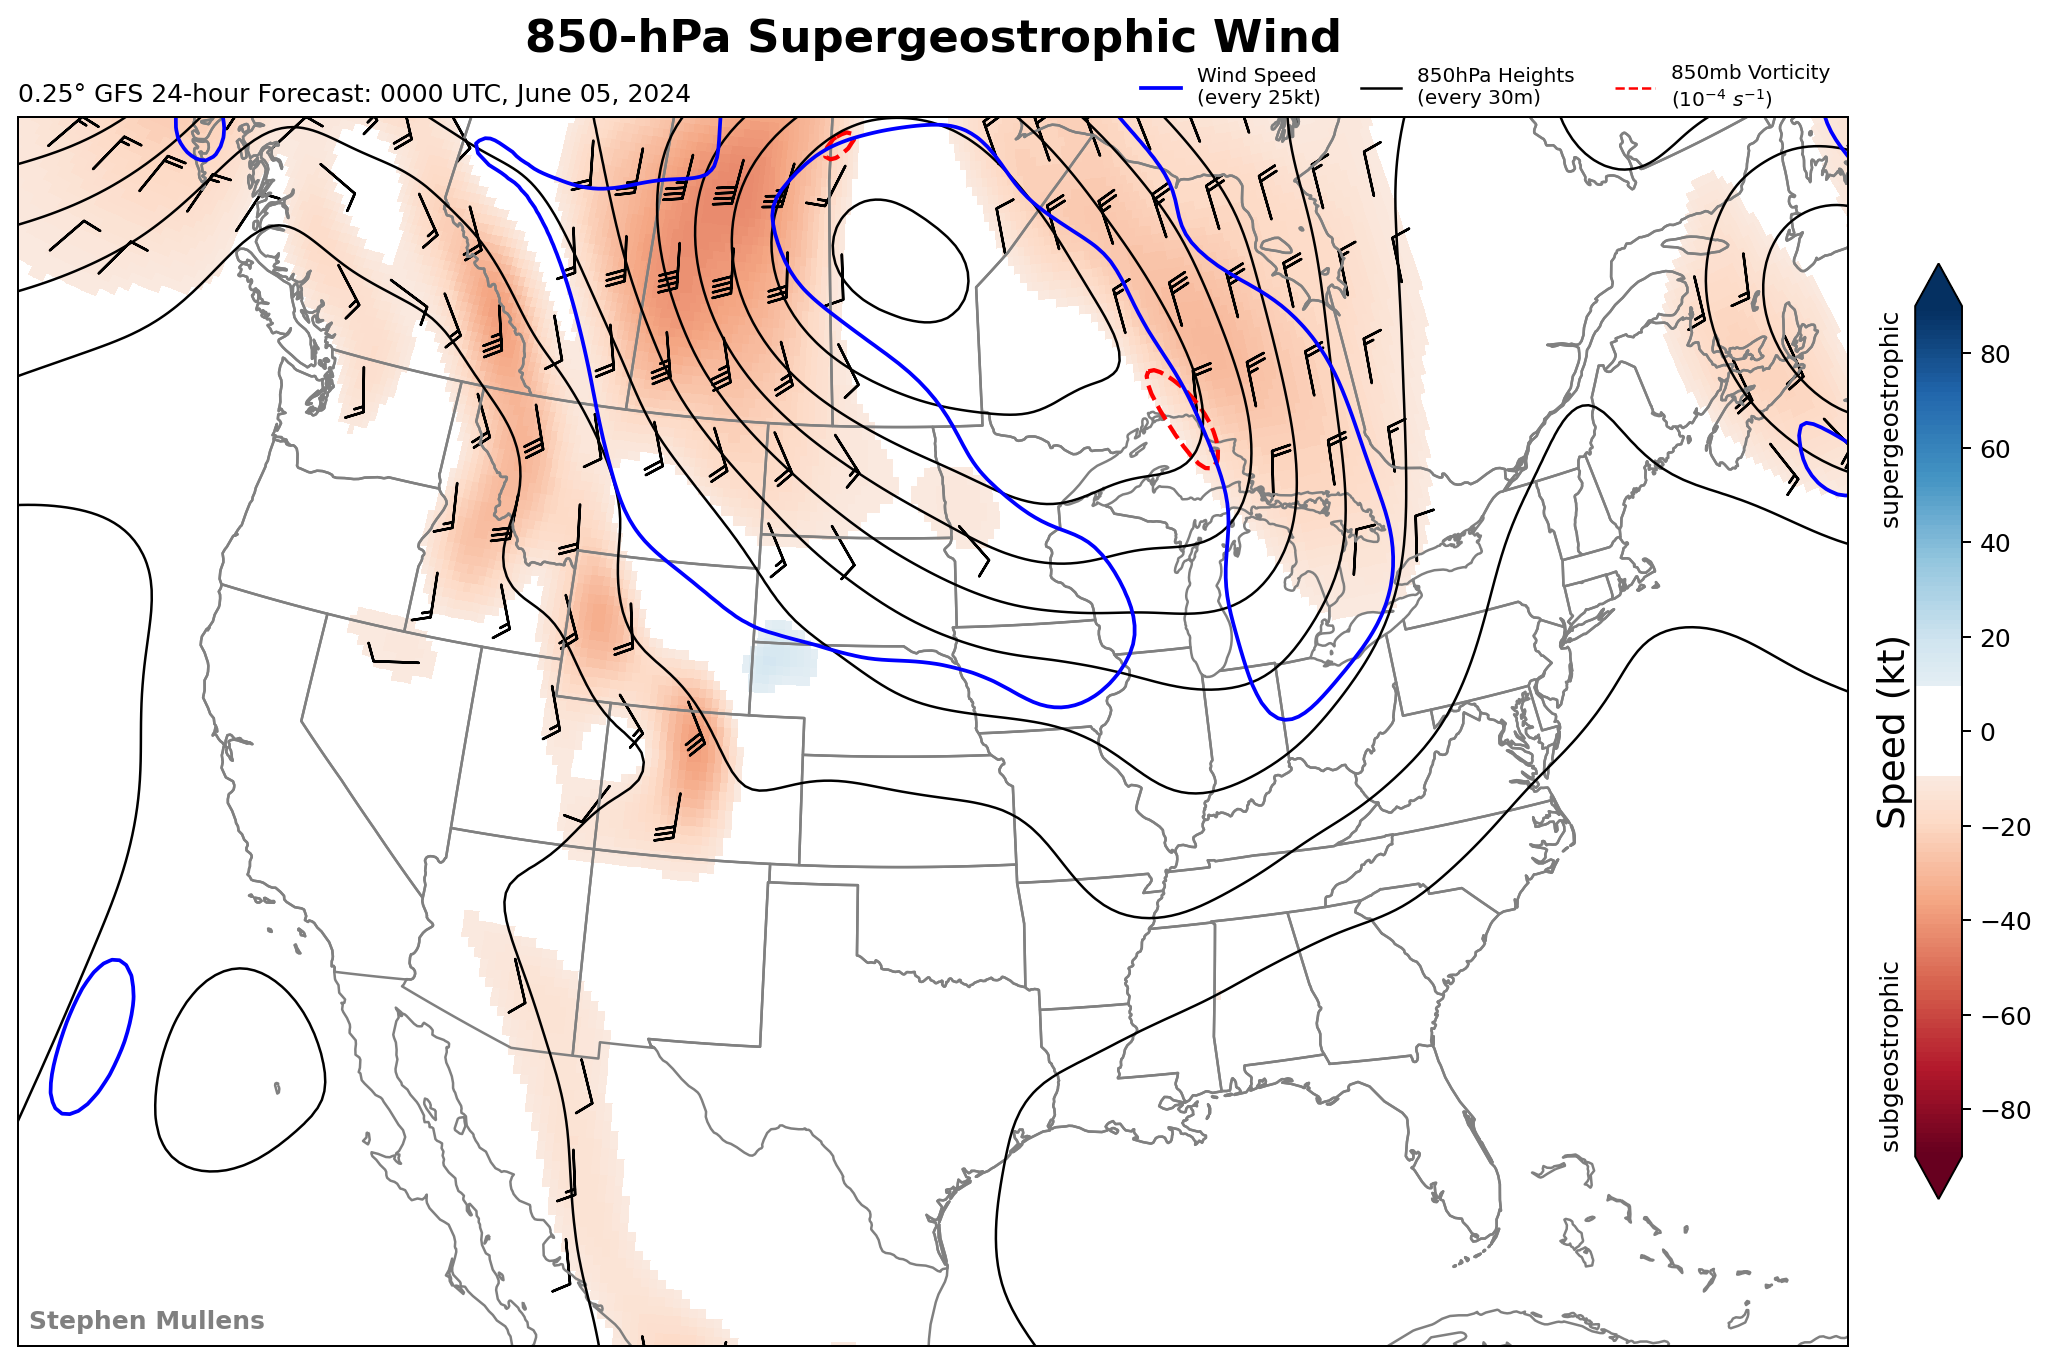 850-hPa Supergeostrophic Wind
0.25° GFS 24-hour Forecast: 0000 UTC, June 05, 2024
Wind Speed
(every 25kt)
850hPa Heights
(every 30m)
850mb Vorticity
(10⁻⁴ s⁻¹)
supergeostrophic
Speed (kt)
subgeostrophic
80
60
40
20
0
−20
−40
−60
−80
Stephen Mullens